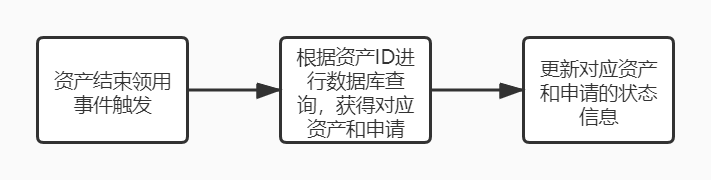 资产结束领用
事件触发
根据资产ID进
行数据库查
询，获得对应
资产和申请
更新对应资产
和申请的状态
信息